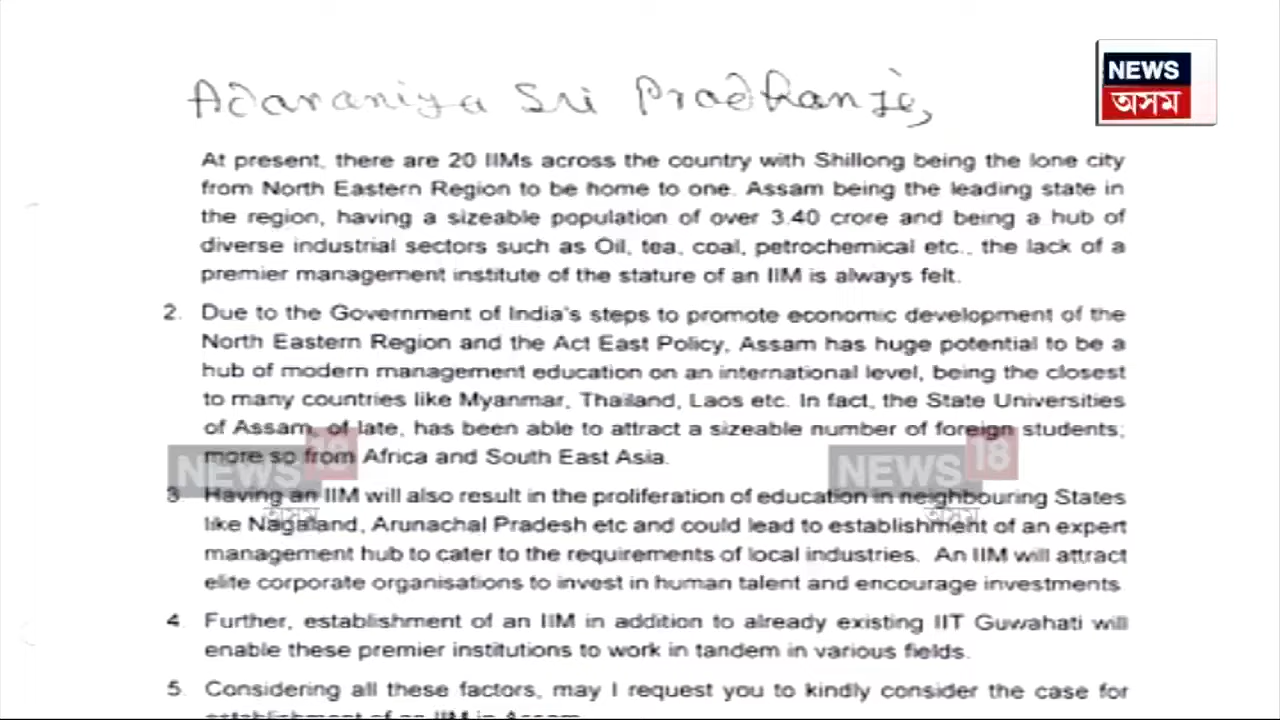 Adaraniya Sri Pradhanji,
NEWS
অসম
At present, there are 20 IIMs across the country with Shillong being the lone city
from North Eastern Region to be home to one. Assam being the leading state in
the region, having a sizeable population of over 3.40 crore and being a hub of
diverse industrial sectors such as Oil, tea, coal, petrochemical etc., the lack of a
premier management institute of the stature of an IIM is always felt.
2. Due to the Government of India's steps to promote economic development of the
North Eastern Region and the Act East Policy, Assam has huge potential to be a
hub of modern management education on an international level, being the closest
to many countries like Myanmar, Thailand, Laos etc. In fact, the State Universities
of Assam, of late, has been able to attract a sizeable number of foreign students;
more so from Africa and South East Asia.
NEWS 18
অসম
NEWS 18
অসম
3. Having an IIM will also result in the proliferation of education in neighbouring States
like Nagaland, Arunachal Pradesh etc and could lead to establishment of an expert
management hub to cater to the requirements of local industries. An IIM will attract
elite corporate organisations to invest in human talent and encourage investments
4. Further, establishment of an IIM in addition to already existing IIT Guwahati will
enable these premier institutions to work in tandem in various fields.
5. Considering all these factors, may I request you to kindly consider the case for
establishment of an IIM in Assam